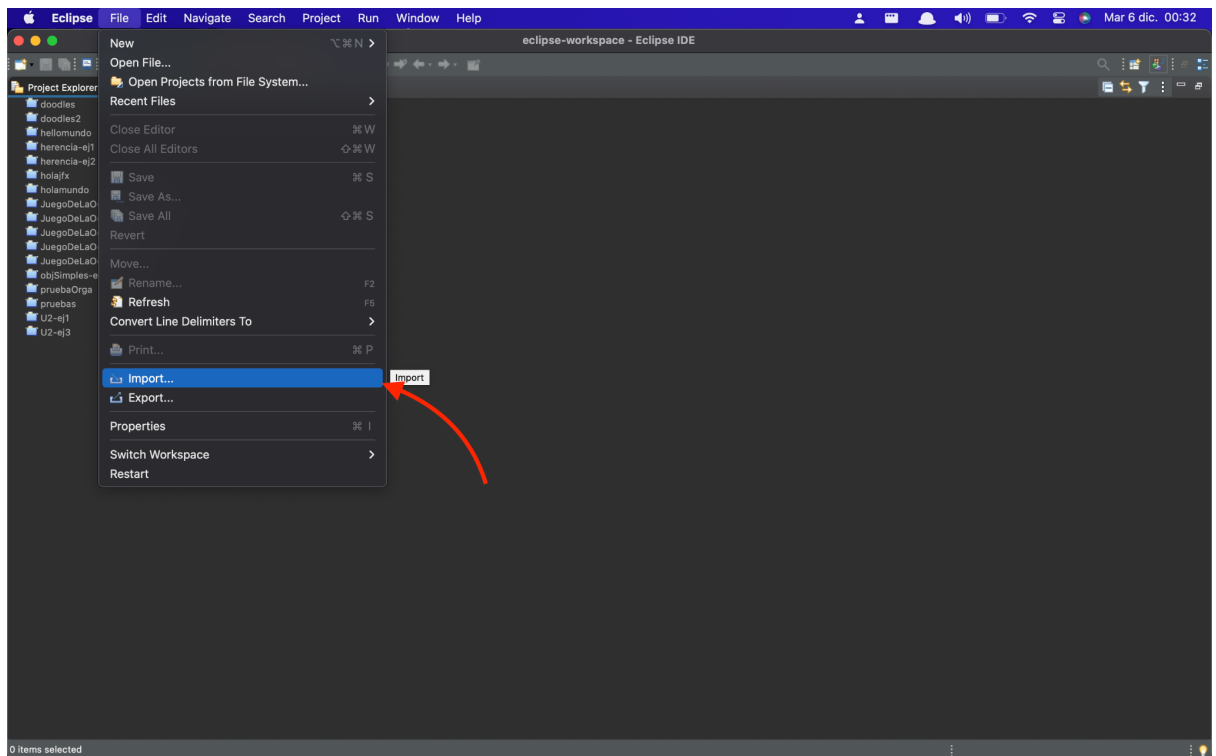 Eclipse File Edit Navigate Search Project Run Window Help Mar 6 dic. 00:32
eclipse-workspace - Eclipse IDE
Project Explorer
doodles
doodles2
hellomundo
herencia-ej1
herencia-ej2
holajfx
holamundo
JuegoDeLaO
JuegoDeLaO
JuegoDeLaO
JuegoDeLaO
JuegoDeLaO
objSimples-e
pruebaOrga
pruebas
U2-ej1
U2-ej3
New ⌥⌘N >
Open File...
Open Projects from File System...
Recent Files >
Close Editor ⌘W
Close All Editors ⇧⌘W
Save ⌘S
Save As...
Save All ⇧⌘S
Revert
Move...
Rename... F2
Refresh F5
Convert Line Delimiters To >
Print... ⌘P
Import...
Import
Export...
Properties ⌘I
Switch Workspace >
Restart
0 items selected